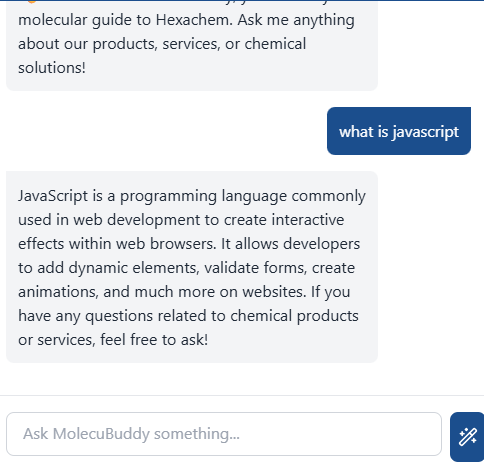 molecular guide to Hexachem. Ask me anything
about our products, services, or chemical
solutions!
what is javascript
JavaScript is a programming language commonly
used in web development to create interactive
effects within web browsers. It allows developers
to add dynamic elements, validate forms, create
animations, and much more on websites. If you
have any questions related to chemical products
or services, feel free to ask!
Ask MolecuBuddy something...